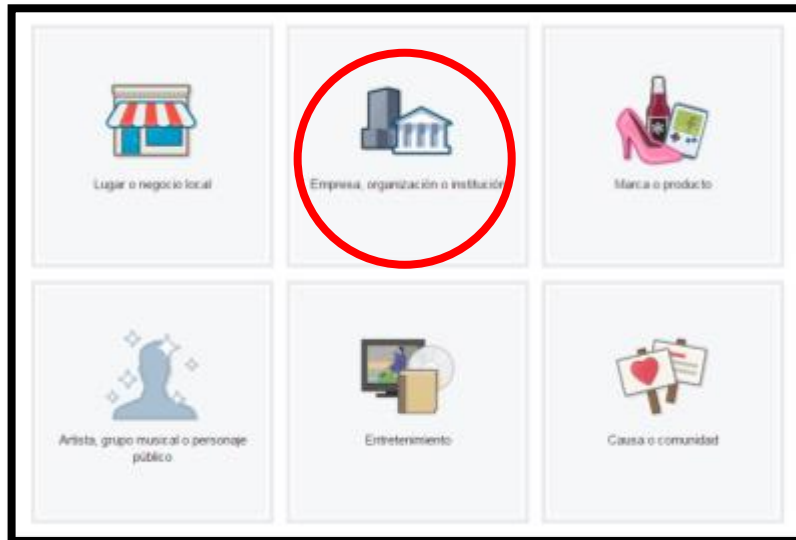 Lugar o negocio local
Empresa, organización o institución
Marca o producto
Artista, grupo musical o personaje
público
Entretenimiento
Causa o comunidad